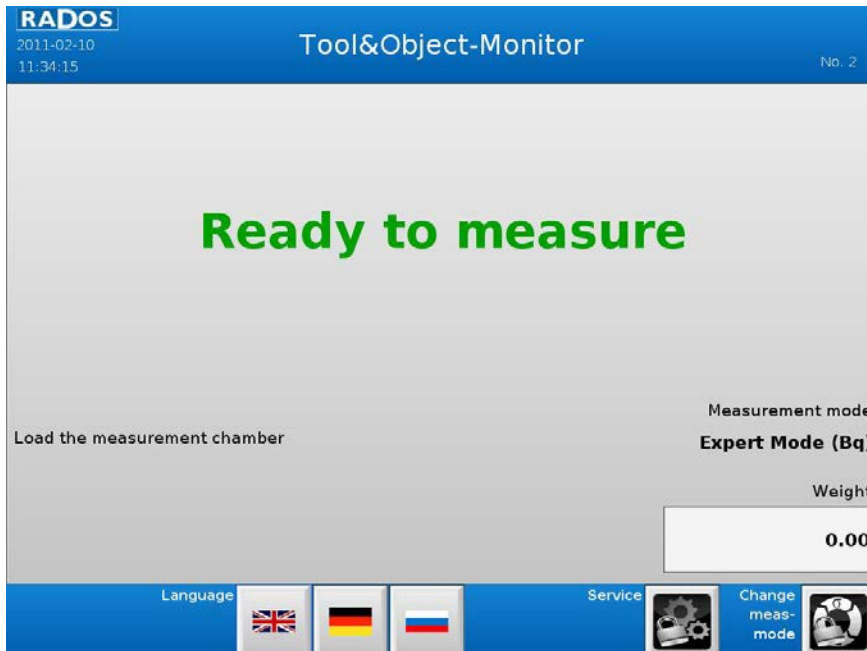 RADOS
2011-02-10
11:34:15
Tool&Object-Monitor
No. 2
Ready to measure
Load the measurement chamber
Measurement mode
Expert Mode (Bq)
Weight
0.00
Language
Service
Change
meas-
mode